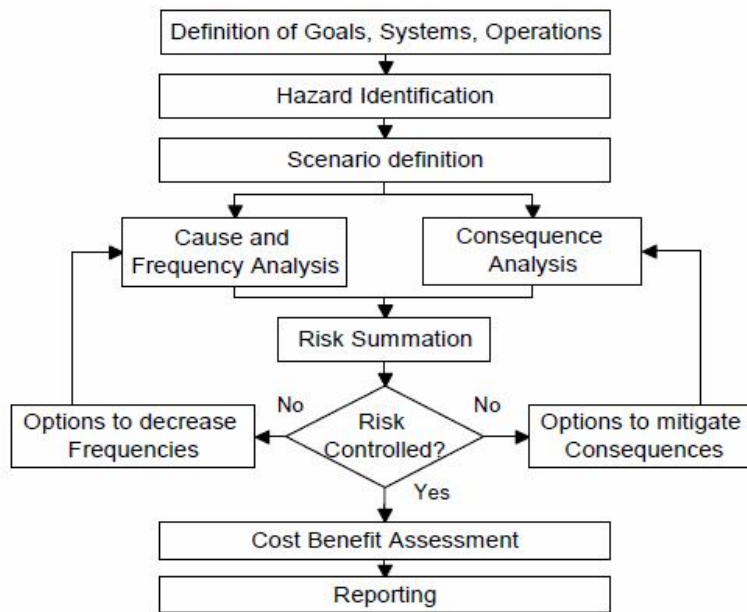 Definition of Goals, Systems, Operations
Hazard Identification
Scenario definition
Cause and
Frequency Analysis
Consequence
Analysis
Risk Summation
No
No
Options to decrease
Frequencies
Risk
Controlled?
Options to mitigate
Consequences
Yes
Cost Benefit Assessment
Reporting